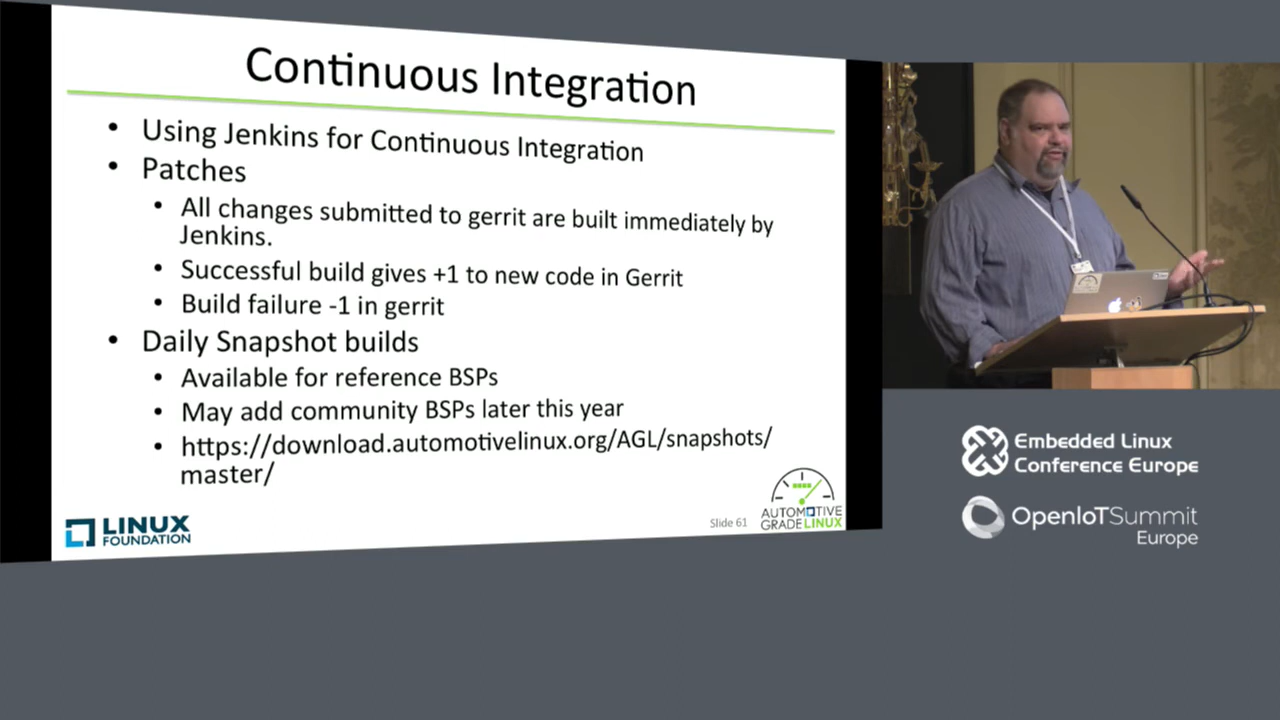 Continuous Integration
Using Jenkins for Continuous Integration
Patches
All changes submitted to gerrit are built immediately by
Jenkins.
Successful build gives +1 to new code in Gerrit
Build failure -1 in gerrit
Daily Snapshot builds
Available for reference BSPs
May add community BSPs later this year
https://download.automotivelinux.org/AGL/snapshots/
master/
LINUX
FOUNDATION
Slide 61
AUTOMOTIVE
GRADELINUX
Embedded Linux
Conference Europe
OpenIoTSummit
Europe